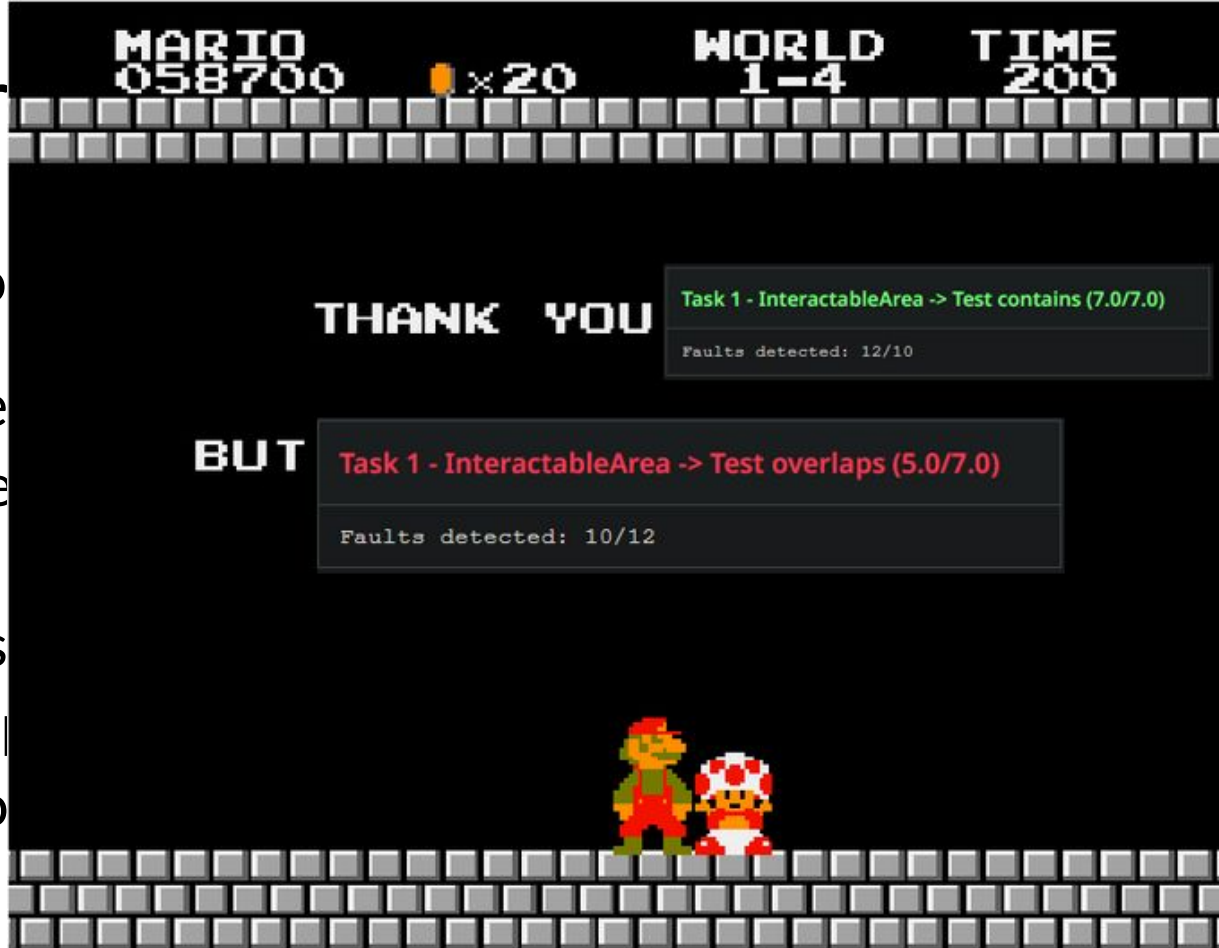 MARIO WORLD TIME
058700 ×20 1-4 200
THANK YOU
Task 1 - InteractableArea -> Test contains (7.0/7.0)
Faults detected: 12/10
BUT
Task 1 - InteractableArea -> Test overlaps (5.0/7.0)
Faults detected: 10/12